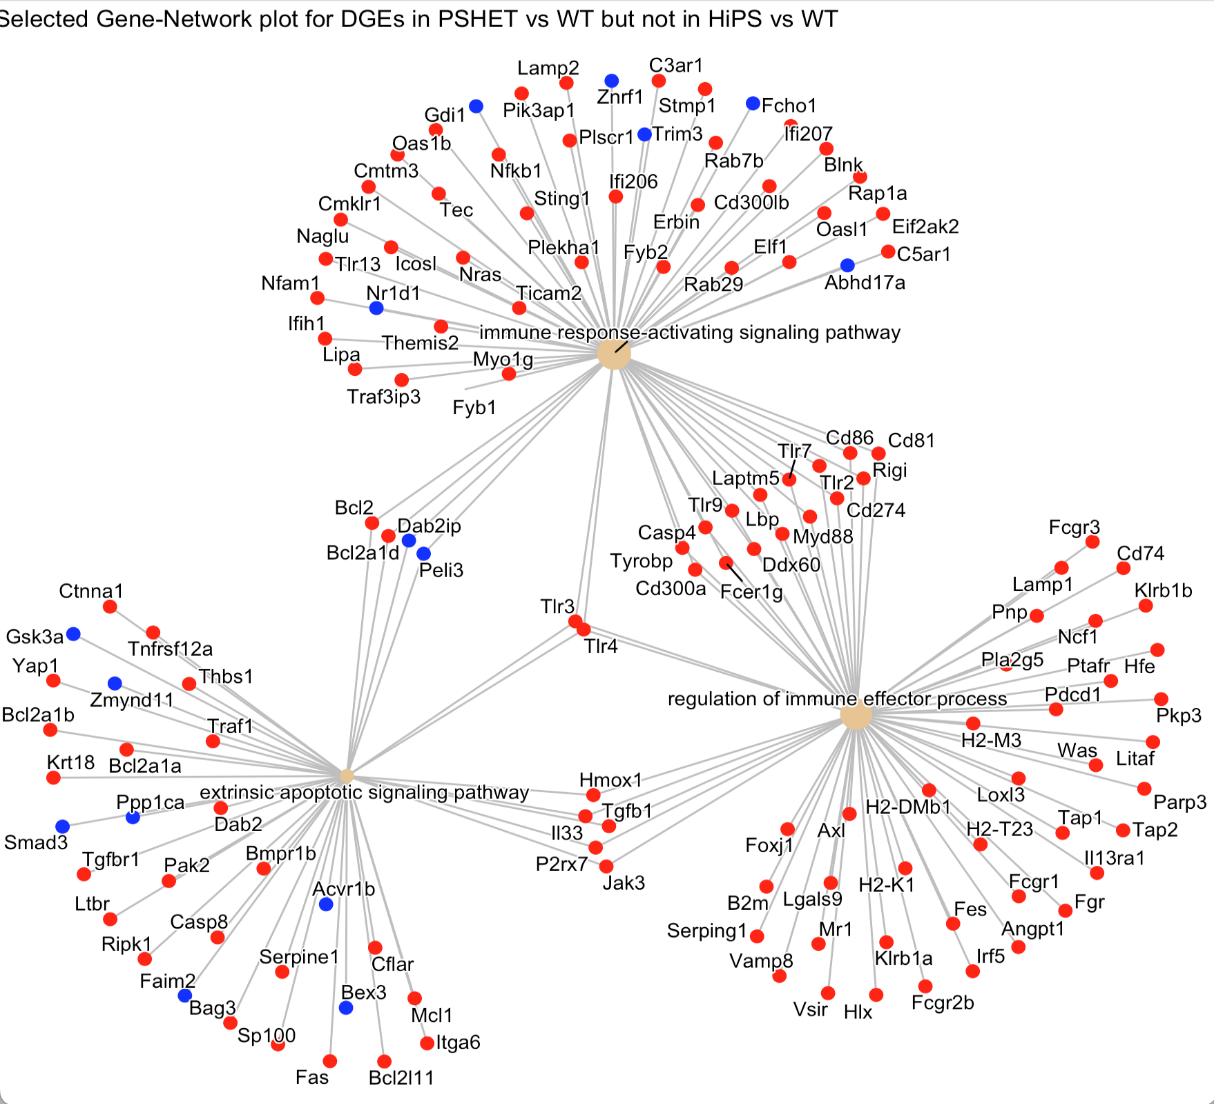 Selected Gene-Network plot for DGEs in PSHET vs WT but not in HiPS vs WT
Lamp2
C3ar1
Znrf1
Stmp1
Fcho1
Gdi1
Pik3ap1
Oas1b
Plscr1
Trim3
Ifi207
Cmtm3
Nfkb1
Rab7b
Blnk
Ifi206
Rap1a
Cmklr1
Tec
Sting1
Cd300lb
Erbin
Oasl1
Eif2ak2
Naglu
Plekha1
Fyb2
Elf1
C5ar1
Tlr13
Icosl
Nras
Rab29
Abhd17a
Nfam1
Nr1d1
Ticam2
Ifih1
Themis2
immune response-activating signaling pathway
Lipa
Myo1g
Traf3ip3
Fyb1
Cd86
Cd81
Tlr7
Rigi
Laptm5
Tlr2
Cd274
Tlr9
Lbp
Myd88
Bcl2
Dab2ip
Casp4
Bcl2a1d
Peli3
Tyrobp
Ddx60
Cd300a
Fcer1g
Fcgr3
Cd74
Lamp1
Klrb1b
Ctnna1
Tlr3
Pnp
Gsk3a
Tnfrsf12a
Tlr4
Ncf1
Yap1
Thbs1
Pla2g5
Ptafr
Hfe
Zmynd11
regulation of immune effector process
Pdcd1
Pkp3
Bcl2a1b
Traf1
H2-M3
Was
Litaf
Krt18
Bcl2a1a
Hmox1
Loxl3
Parp3
extrinsic apoptotic signaling pathway
Ppp1ca
Dab2
Tgfb1
H2-DMb1
Tap1
Tap2
Smad3
Il33
Axl
H2-T23
Foxj1
Tgfbr1
Pak2
Bmpr1b
P2rx7
Il13ra1
Jak3
H2-K1
Fcgr1
Acvr1b
Ltbr
B2m
Lgals9
Fgr
Casp8
Fes
Angpt1
Ripk1
Serping1
Mr1
Serpine1
Cflar
Vamp8
Klrb1a
Irf5
Faim2
Bex3
Bag3
Mcl1
Vsir
Hlx
Fcgr2b
Sp100
Itga6
Fas
Bcl2l11